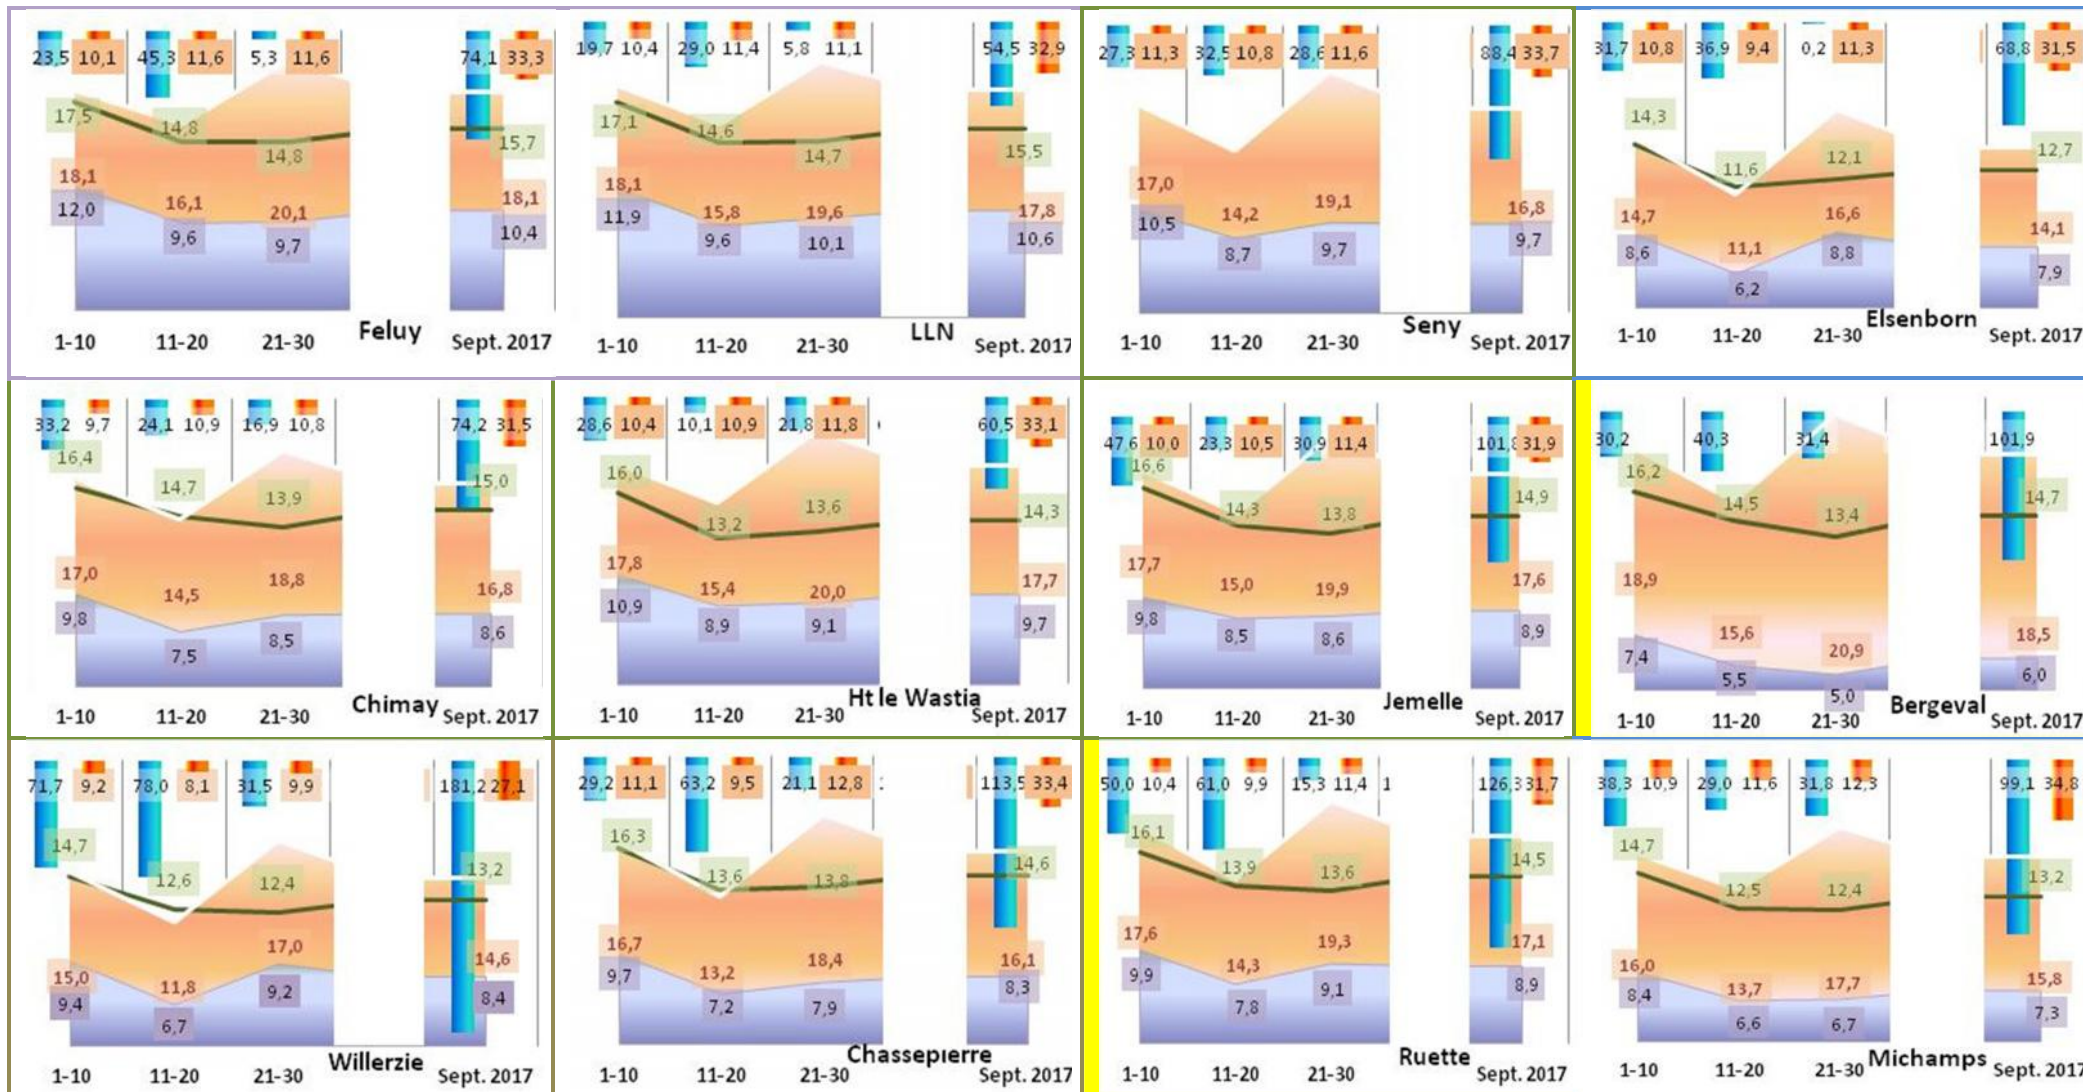 23,5 10,1 45,3 11,6 5,3 11,6 74,1 33,3
17,5 14,8 14,8 15,7
18,1 16,1 20,1 18,1
12,0 9,6 9,7 10,4
Feluy
1-10 11-20 21-30 Sept. 2017
19,7 10,4 29,0 11,4 5,8 11,1 54,5 32,9
17,1 14,6 14,7 15,5
18,1 15,8 19,6 17,8
11,9 9,6 10,1 10,6
LLN
1-10 11-20 21-30 Sept. 2017
27,3 11,3 32,5 10,8 28,6 11,6 88,4 33,7
17,0 14,2 19,1 16,8
10,5 8,7 9,7 9,7
Seny
1-10 11-20 21-30 Sept. 2017
31,7 10,8 36,9 9,4 0,2 11,3 68,8 31,5
14,3 11,6 12,1 12,7
14,7 11,1 16,6 14,1
8,6 6,2 8,8 7,9
Elsenborn
1-10 11-20 21-30 Sept. 2017
33,2 9,7 24,1 10,9 16,9 10,8 74,2 31,5
16,4 14,7 13,9 15,0
17,0 14,5 18,8 16,8
9,8 7,5 8,5 8,6
Chimay
1-10 11-20 21-30 Sept. 2017
28,6 10,4 10,1 10,9 21,8 11,8 60,5 33,1
16,0 13,2 13,6 14,3
17,8 15,4 20,0 17,7
10,9 8,9 9,1 9,7
Ht le Wastia
1-10 11-20 21-30 Sept. 2017
47,6 10,0 23,3 10,5 30,9 11,4 101,8 31,9
16,6 14,3 13,8 14,9
17,7 15,0 19,9 17,6
9,8 8,5 8,6 8,9
Jemelle
1-10 11-20 21-30 Sept. 2017
30,2 40,3 31,4 101,9
16,2 14,5 13,4 14,7
18,9 15,6 20,9 18,5
7,4 5,5 5,0 6,0
Bergeval
1-10 11-20 21-30 Sept. 2017
71,7 9,2 78,0 8,1 31,5 9,9 181,2 27,1
14,7 12,6 12,4 13,2
15,0 11,8 17,0 14,6
9,4 6,7 9,2 8,4
Willerzie
1-10 11-20 21-30 Sept. 2017
29,2 11,1 63,2 9,5 21,1 12,8 113,5 33,4
16,3 13,6 13,8 14,6
16,7 13,2 18,4 16,1
9,7 7,2 7,9 8,3
Chassepierre
1-10 11-20 21-30 Sept. 2017
50,0 10,4 61,0 9,9 15,3 11,4 1 126,3 31,7
16,1 13,9 13,6 14,5
17,6 14,3 19,3 17,1
9,9 7,8 9,1 8,9
Ruette
1-10 11-20 21-30 Sept. 2017
38,3 10,9 29,0 11,6 31,8 12,3 99,1 34,8
14,7 12,5 12,4 13,2
16,0 13,7 17,7 15,8
8,4 6,6 6,7 7,3
Michamps
1-10 11-20 21-30 Sept. 2017